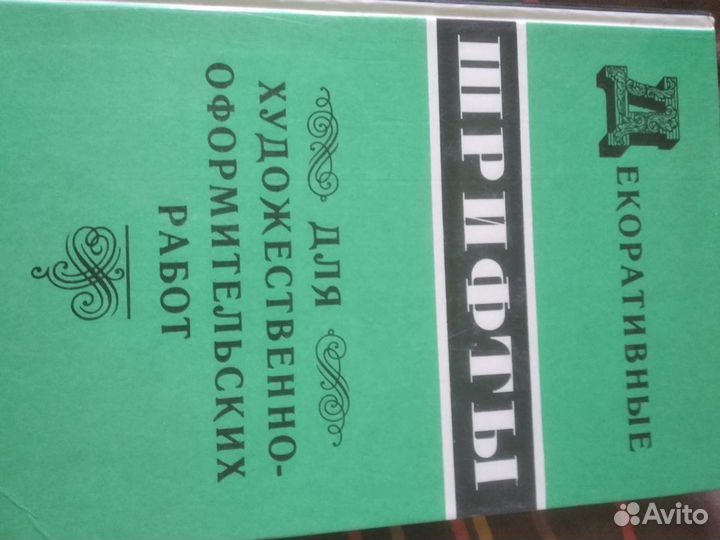 ДЕКОРАТИВНЫЕ
ШРИФТЫ
ДЛЯ
ХУДОЖЕСТВЕННО-
ОФОРМИТЕЛЬСКИХ
РАБОТ
Avito